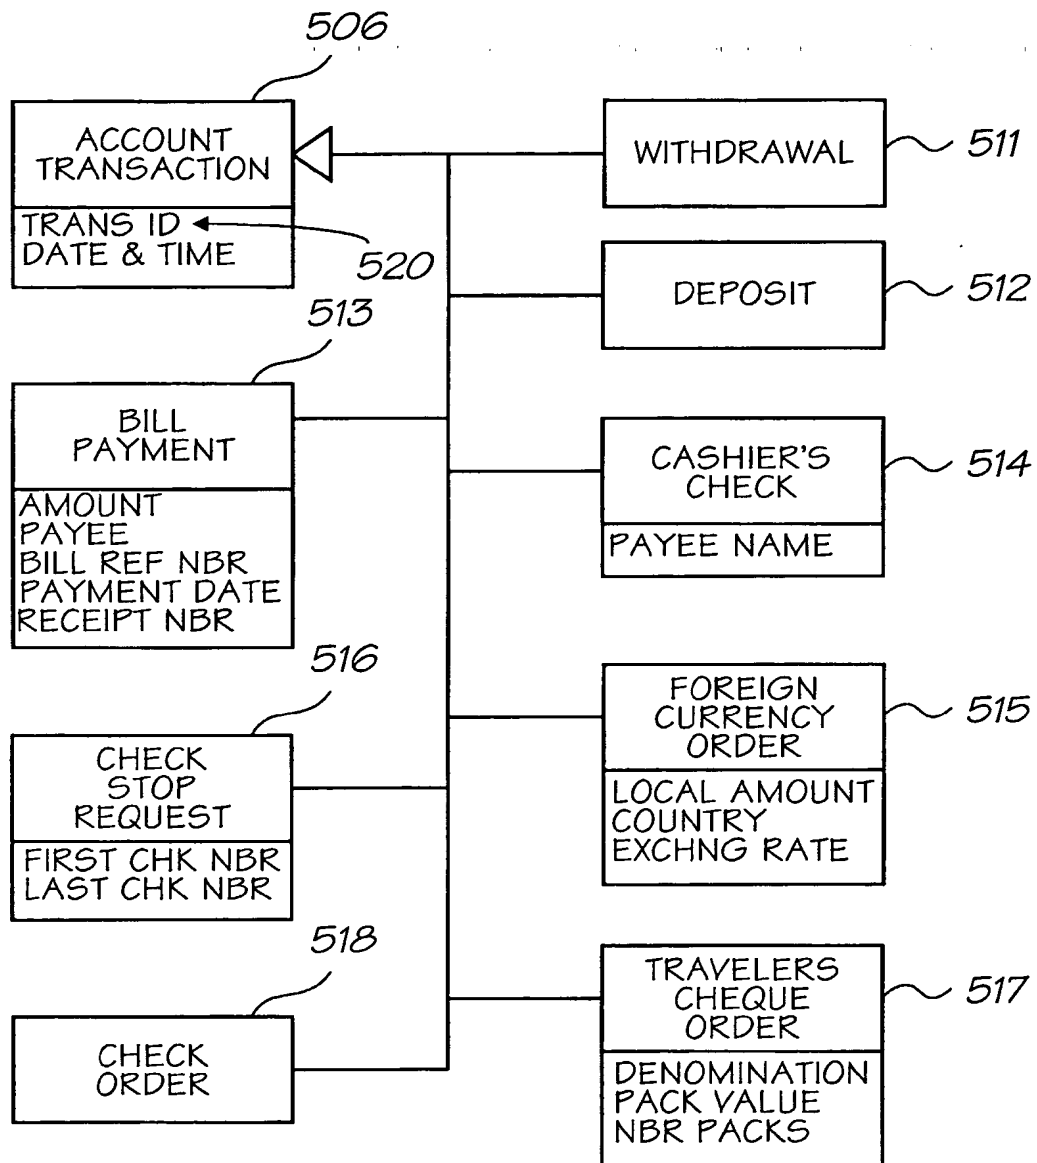 506
ACCOUNT
TRANSACTION
TRANS ID
DATE & TIME
520
WITHDRAWAL
511
DEPOSIT
512
513
BILL
PAYMENT
AMOUNT
PAYEE
BILL REF NBR
PAYMENT DATE
RECEIPT NBR
CASHIER'S
CHECK
PAYEE NAME
514
516
CHECK
STOP
REQUEST
FIRST CHK NBR
LAST CHK NBR
FOREIGN
CURRENCY
ORDER
LOCAL AMOUNT
COUNTRY
EXCHNG RATE
515
518
CHECK
ORDER
TRAVELERS
CHEQUE
ORDER
DENOMINATION
PACK VALUE
NBR PACKS
517